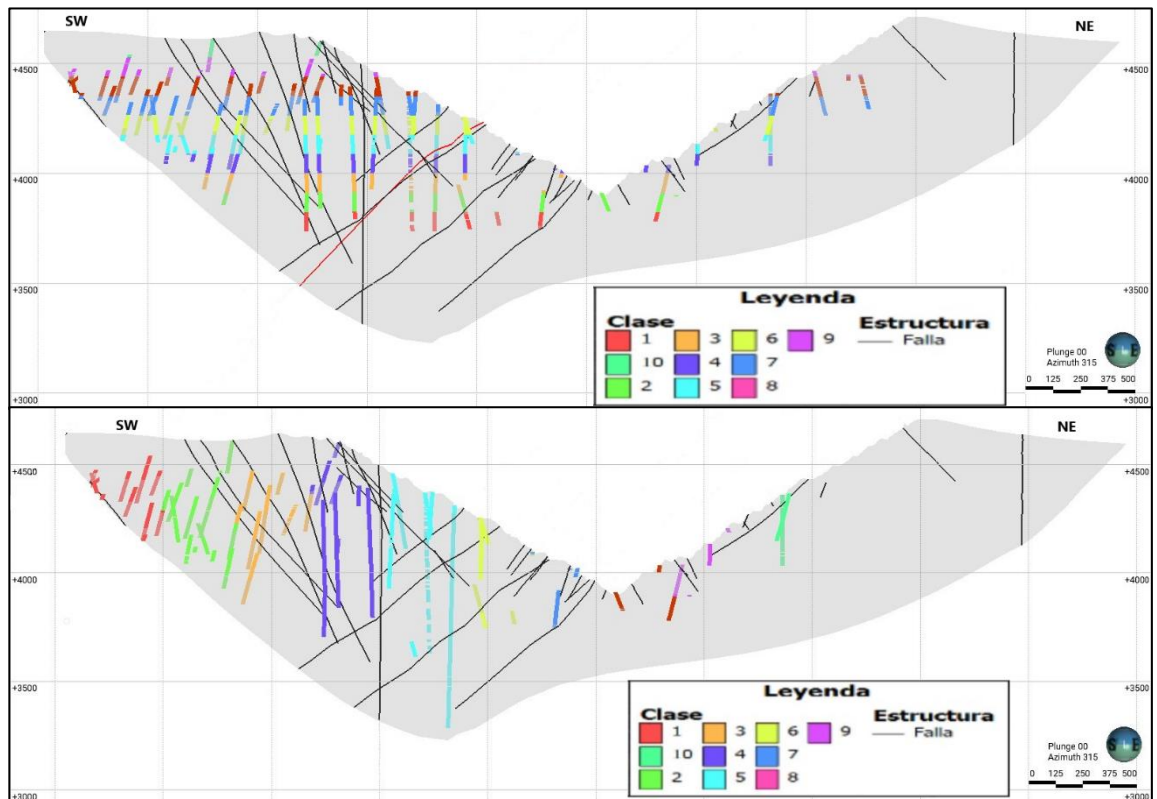 SW
NE
+4500
+4000
+3500
+3000
Leyenda
Clase
Estructura
1
3
6
9
Falla
10
4
7
2
5
8
Plunge 00
Azimuth 315
S E
0 125 250 375 500
SW
NE
+4500
+4500
+4000
+4000
+3500
+3500
+3000
+3000
Leyenda
Clase
Estructura
1
3
6
9
Falla
10
4
7
2
5
8
Plunge 00
Azimuth 315
S E
0 125 250 375 500
+4500
+4000
+3500
+3000